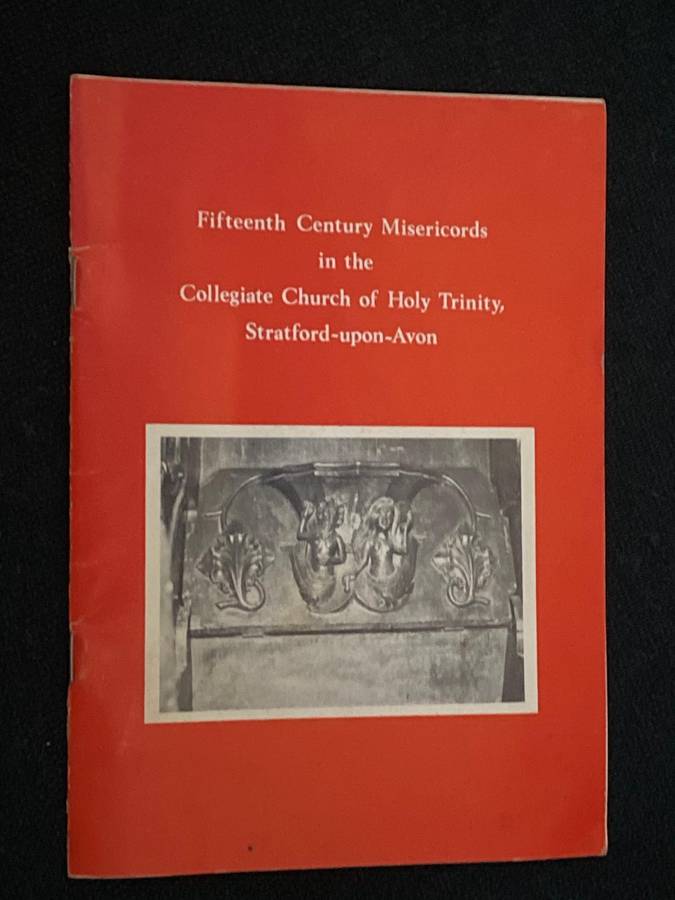 Fifteenth Century Misericords
in the
Collegiate Church of Holy Trinity,
Stratford-upon-Avon